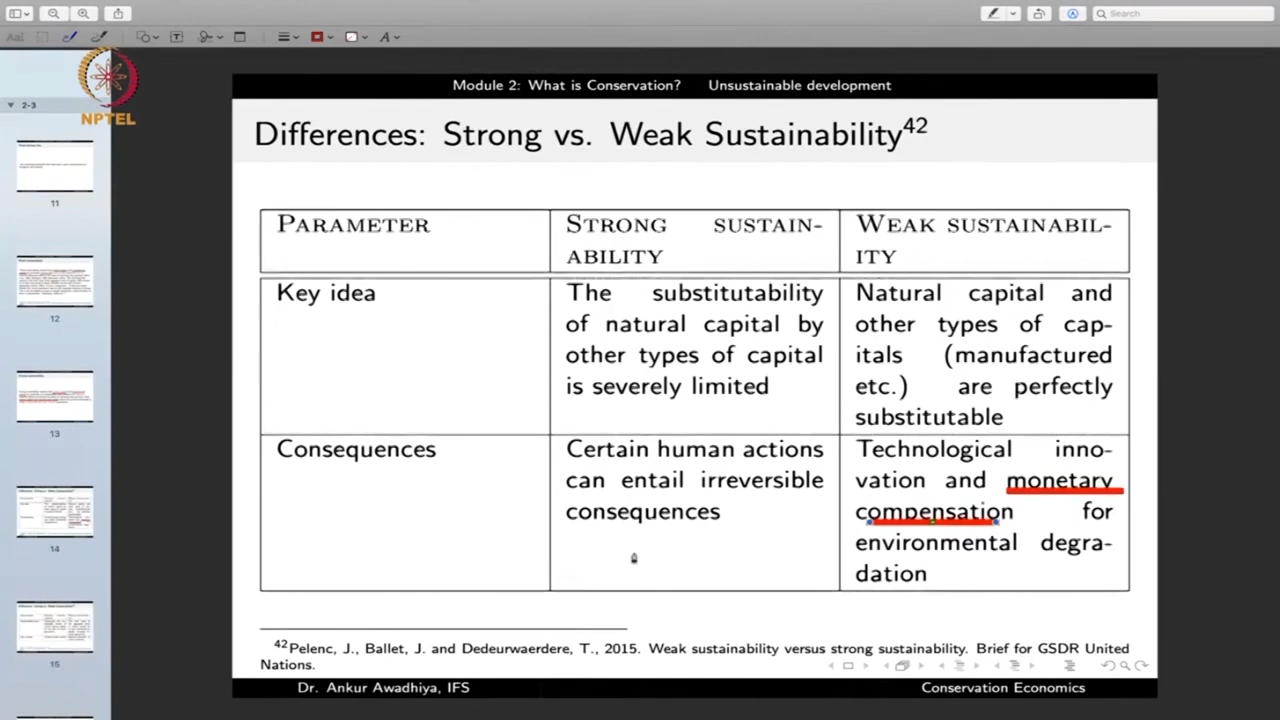 Search
NPTEL
2-3
11
12
13
14
15
Module 2: What is Conservation? Unsustainable development
Differences: Strong vs. Weak Sustainability42
PARAMETER
STRONG SUSTAIN-
ABILITY
WEAK SUSTAINABIL-
ITY
Key idea
The substitutability
of natural capital by
other types of capital
is severely limited
Natural capital and
other types of cap-
itals (manufactured
etc.) are perfectly
substitutable
Consequences
Certain human actions
can entail irreversible
consequences
Technological inno-
vation and monetary
compensation for
environmental degra-
dation
42Pelenc, J., Ballet, J. and Dedeurwaerdere, T., 2015. Weak sustainability versus strong sustainability. Brief for GSDR United
Nations.
Dr. Ankur Awadhiya, IFS
Conservation Economics